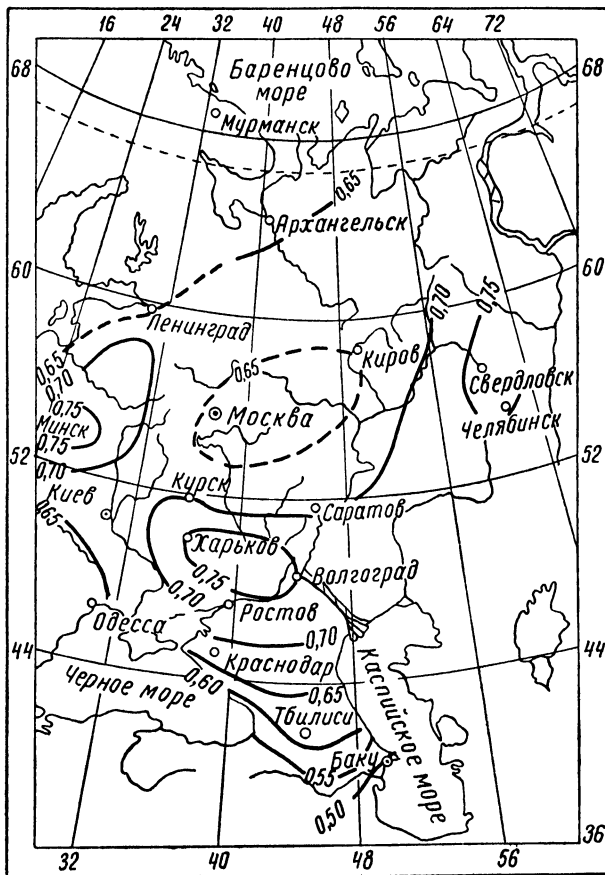 16 24 32 40 48 56 64 72
68 68
Баренцово
море
Мурманск
0,65
Архангельск
60 60
0,70
0,75
Ленинград
0,65
0,70
0,65
Киров
Свердловск
0,75
Москва
Минск
Челябинск
0,75
52 52
0,70
Курск
Киев
Саратов
0,65
Харьков
Волгоград
0,75
0,70
Ростов
Одесса
0,70
44 44
Краснодар
Черное море
0,60
0,65
Тбилиси
Каспийское море
Баку
0,55
0,50
36
32 40 48 56